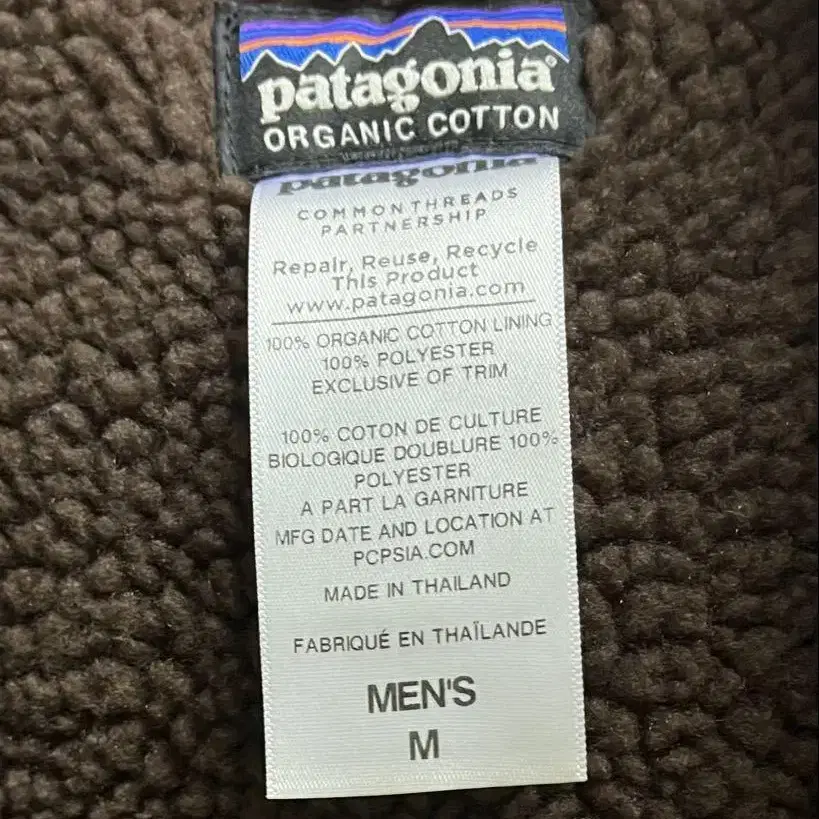 patagonia®
ORGANIC COTTON
patagonia
COMMON THREADS
PARTNERSHIP
Repair, Reuse, Recycle
This Product
www.patagonia.com
100% ORGANIC COTTON LINING
100% POLYESTER
EXCLUSIVE OF TRIM
100% COTON DE CULTURE
BIOLOGIQUE DOUBLURE 100%
POLYESTER
A PART LA GARNITURE
MFG DATE AND LOCATION AT
PCPSIA.COM
MADE IN THAILAND
FABRIQUÉ EN THAÏLANDE
MEN'S
M